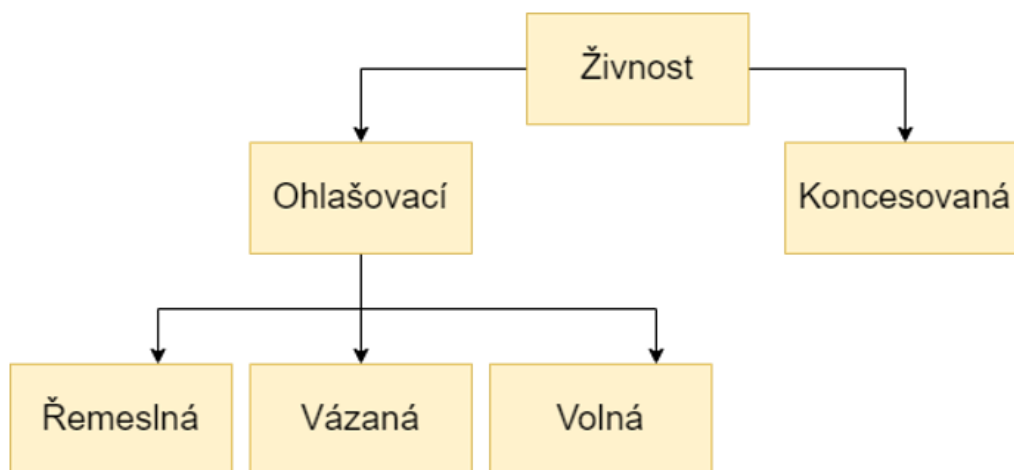 Živnost
Ohlašovací
Koncesovaná
Řemeslná
Vázaná
Volná